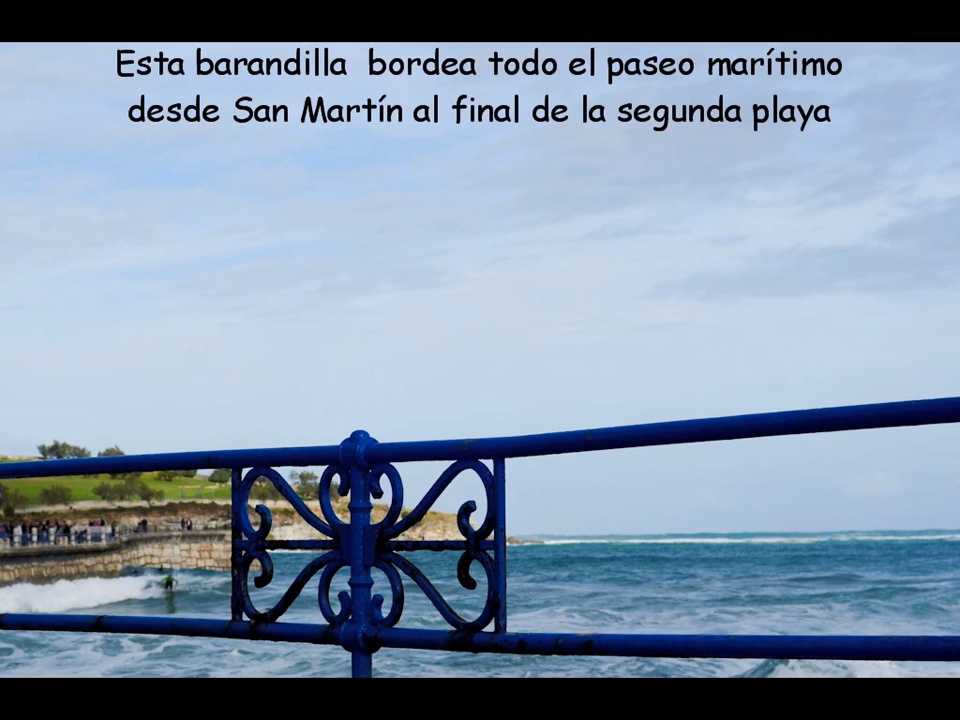 Esta barandilla  bordea todo el paseo marítimo
desde San Martín al final de la segunda playa